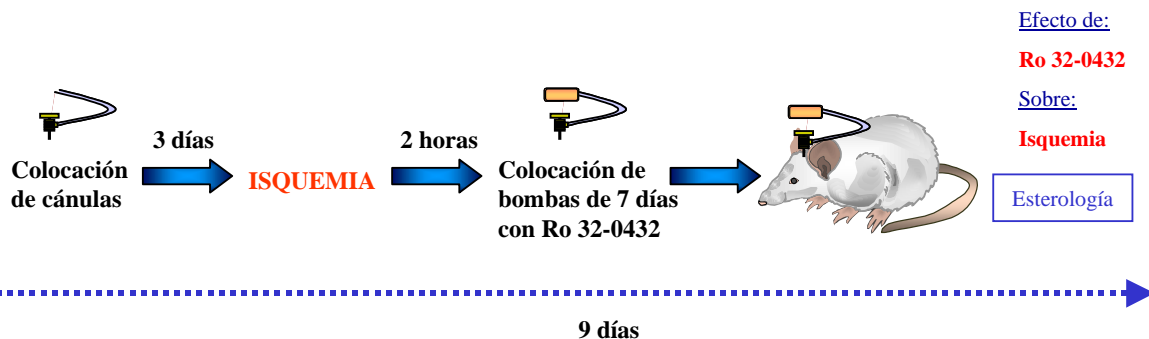 Efecto de:
Ro 32-0432
Sobre:
Isquemia
Esterología
3 días
2 horas
Colocación
de cánulas
ISQUEMIA
Colocación de
bombas de 7 días
con Ro 32-0432
9 días